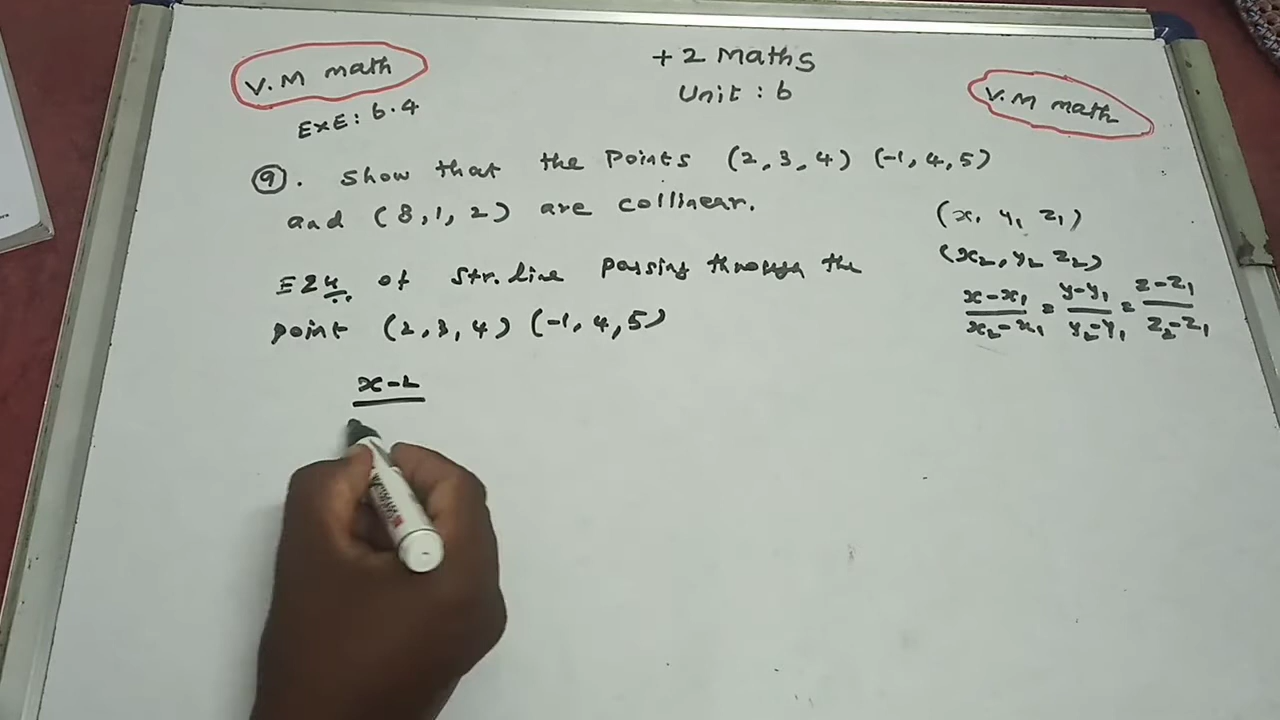 V.M math
+2 Maths
V.M math
Unit : 6
EXE: 6.4
9. Show that the Points (2, 3, 4) (-1, 4, 5)
and (8, 1, 2) are collinear.
(x₁ y₁ z₁)
(x₂, y₂ z₂)
x-x₁/x₂-x₁ = y-y₁/y₂-y₁ = z-z₁/z₂-z₁
of Str. line passing through the
point (2, 3, 4) (-1, 4, 5)
x-2